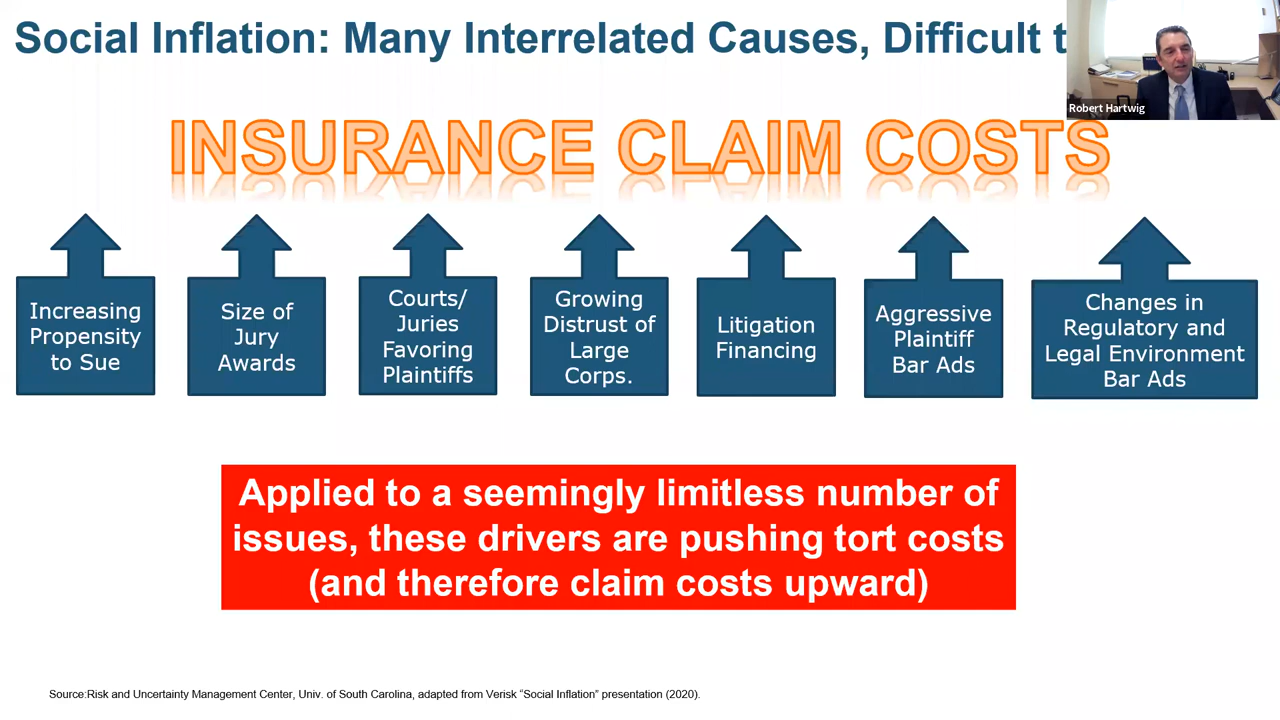 Social Inflation: Many Interrelated Causes, Difficult t
Robert Hartwig
INSURANCE CLAIM COSTS
Increasing
Propensity
to Sue
Size of
Jury
Awards
Courts/
Juries
Favoring
Plaintiffs
Growing
Distrust of
Large
Corps.
Litigation
Financing
Aggressive
Plaintiff
Bar Ads
Changes in
Regulatory and
Legal Environment
Bar Ads
Applied to a seemingly limitless number of
issues, these drivers are pushing tort costs
(and therefore claim costs upward)
Source:Risk and Uncertainty Management Center, Univ. of South Carolina, adapted from Verisk “Social Inflation” presentation (2020).